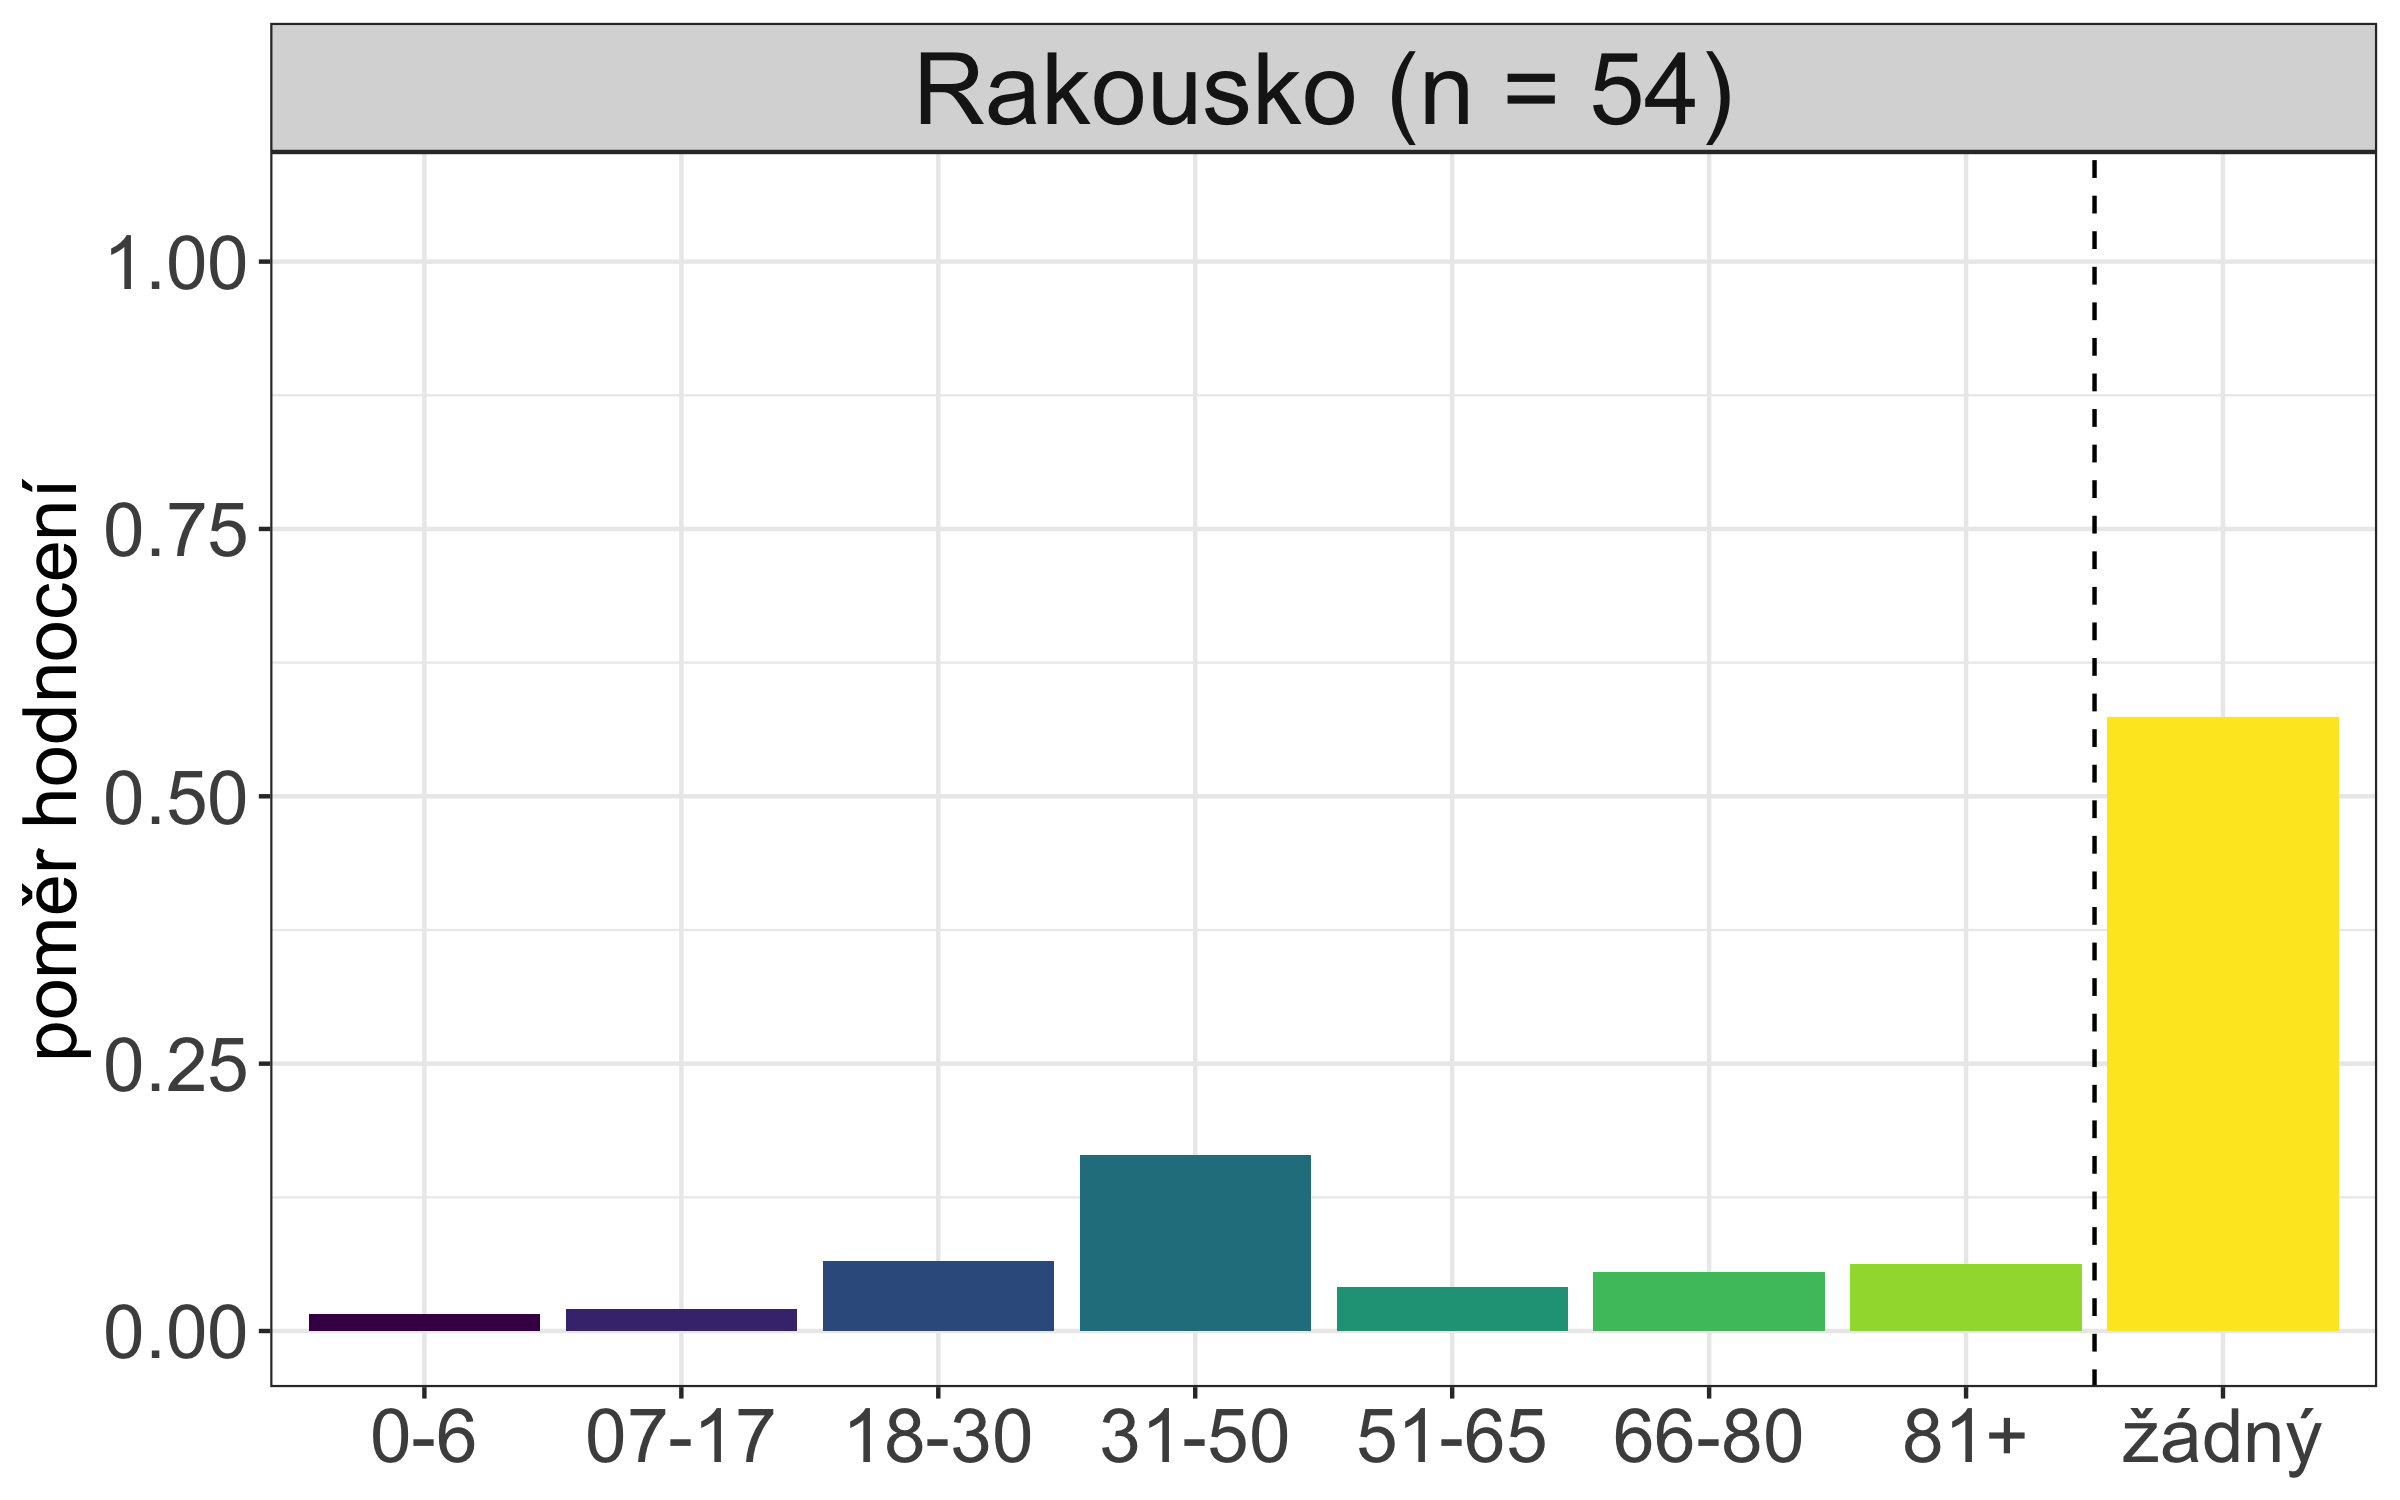 Rakousko (n = 54)
poměr hodnocení
1.00
0.75
0.50
0.25
0.00
0-6 07-17 18-30 31-50 51-65 66-80 81+ žádný